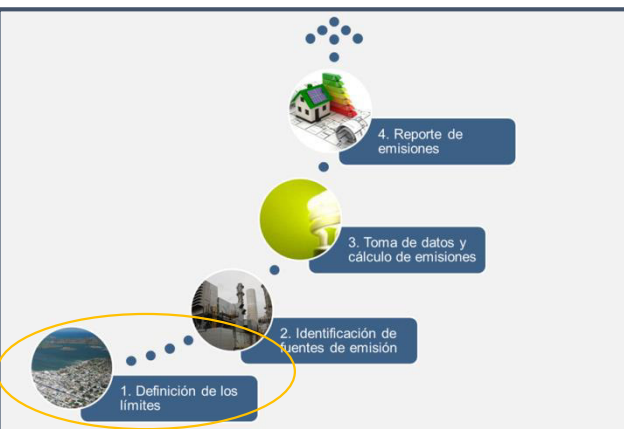 4. Reporte de
emisiones
3. Toma de datos y
cálculo de emisiones
2. Identificación de
fuentes de emisión
1. Definición de los
límites